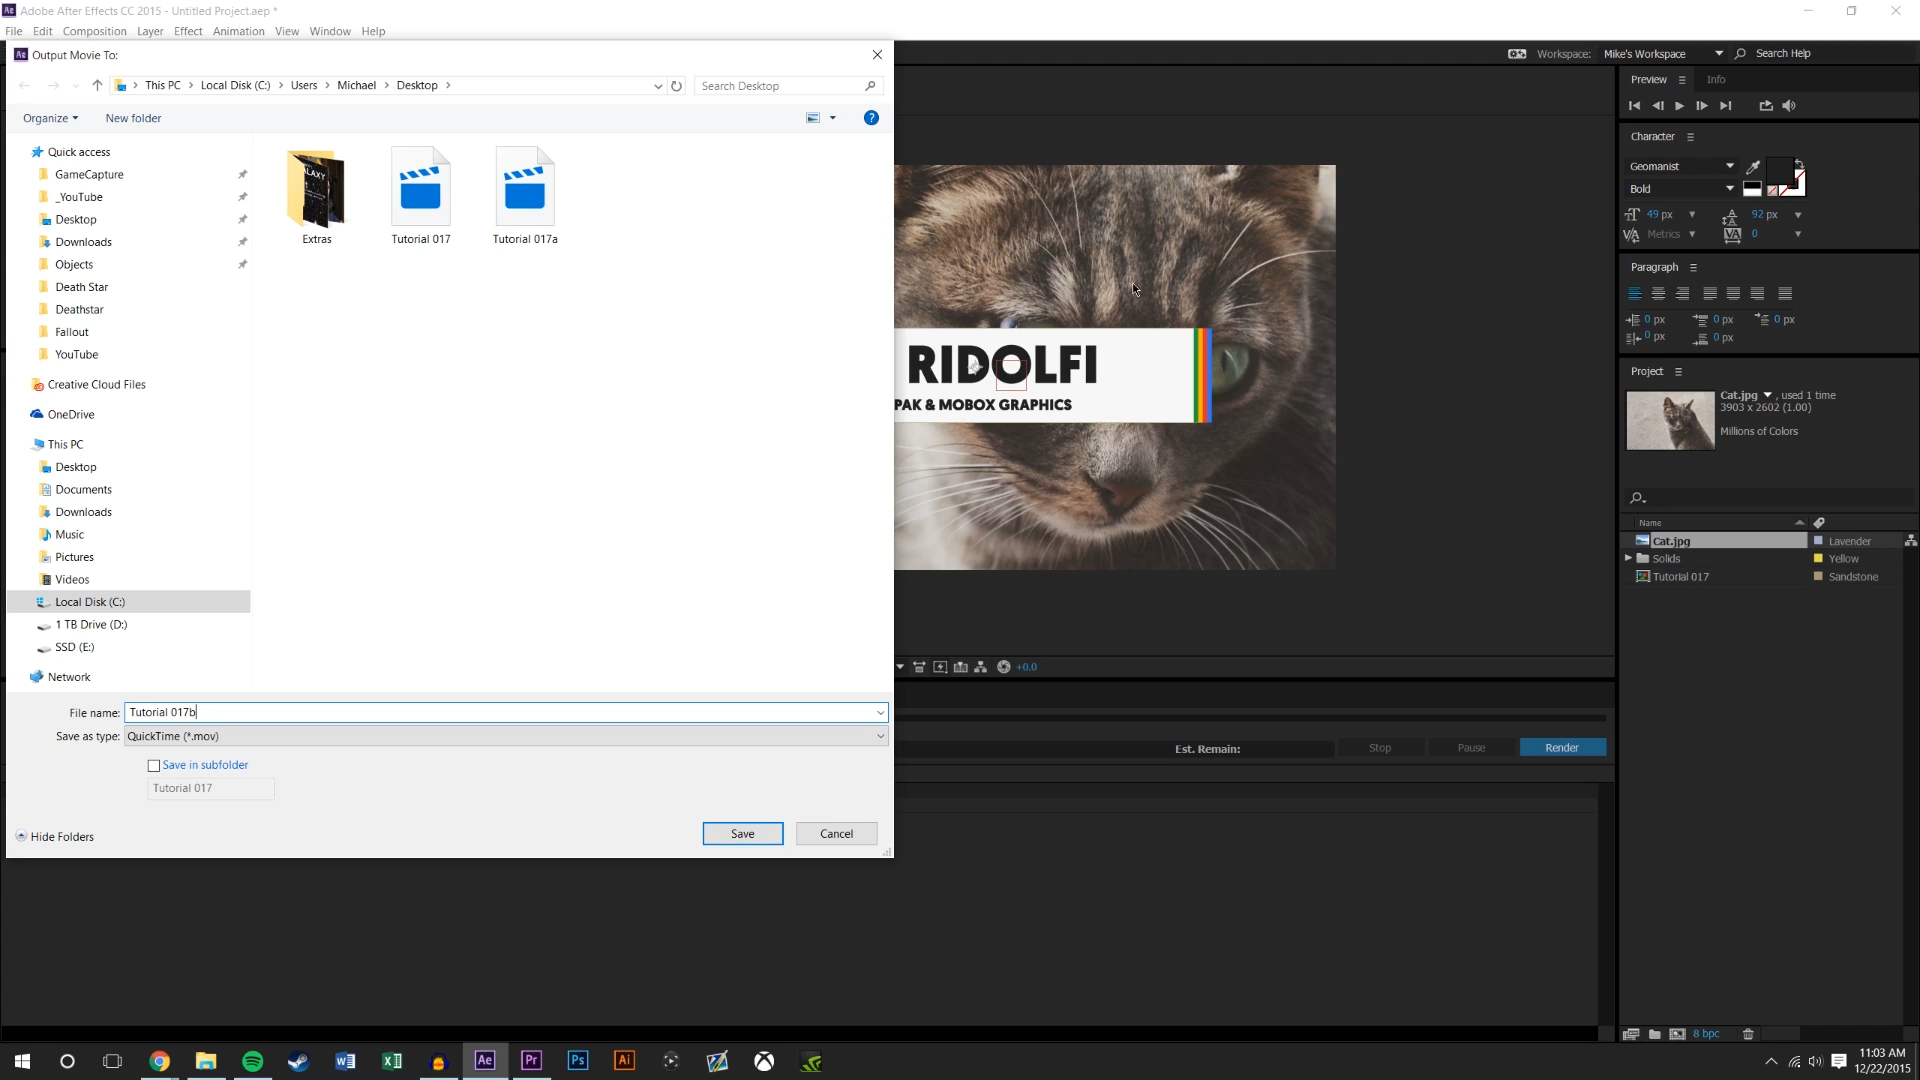 Adobe After Effects CC 2015 - Untitled Project.aep *
File Edit Composition Layer Effect Animation View Window Help
Output Movie To:
This PC > Local Disk (C:) > Users > Michael > Desktop >
Search Desktop
Organize
New folder
Quick access
GameCapture
_YouTube
Desktop
Downloads
Objects
Death Star
Deathstar
Fallout
YouTube
Creative Cloud Files
OneDrive
This PC
Desktop
Documents
Downloads
Music
Pictures
Videos
Local Disk (C:)
1 TB Drive (D:)
SSD (E:)
Network
Extras
Tutorial 017
Tutorial 017a
File name: Tutorial 017b
Save as type: QuickTime (*.mov)
Save in subfolder
Tutorial 017
Hide Folders
Save
Cancel
RIDOLFI
PAK & MOBOX GRAPHICS
+0.0
Est. Remain:
Stop
Pause
Render
Workspace: Mike's Workspace
Search Help
Preview
Info
Character
Geomanist
Bold
49 px
92 px
Metrics
0
Paragraph
0 px 0 px 0 px
0 px 0 px
Project
Cat.jpg , used 1 time
3903 x 2602 (1.00)
Millions of Colors
Name
Cat.jpg Lavender
Solids Yellow
Tutorial 017 Sandstone
8 bpc
Ae Pr Ps Ai
11:03 AM
12/22/2015